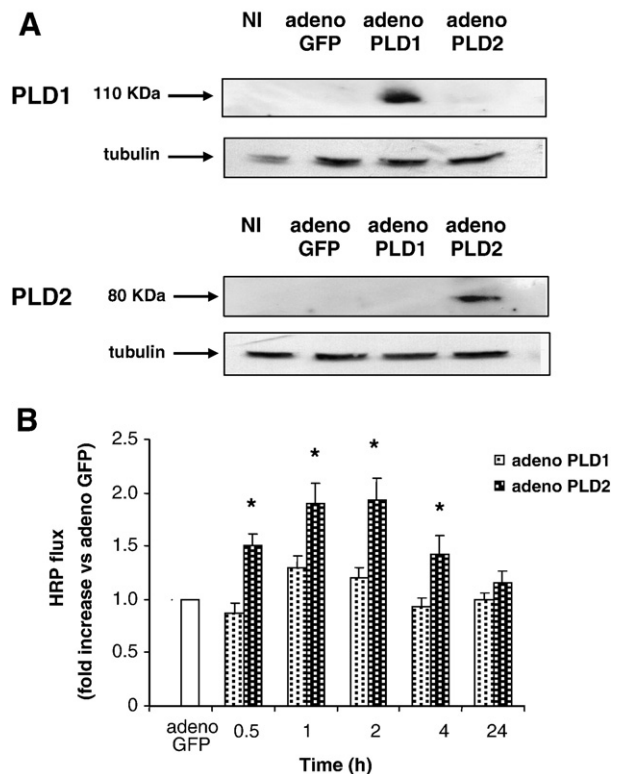 A
NI adeno GFP adeno PLD1 adeno PLD2
PLD1 110 KDa
tubulin
NI adeno GFP adeno PLD1 adeno PLD2
PLD2 80 KDa
tubulin
B
HRP flux
(fold increase vs adeno GFP)
2.5
2.0
1.5
1.0
0.5
0
* * * *
adeno PLD1
adeno PLD2
adeno GFP 0.5 1 2 4 24
Time (h)